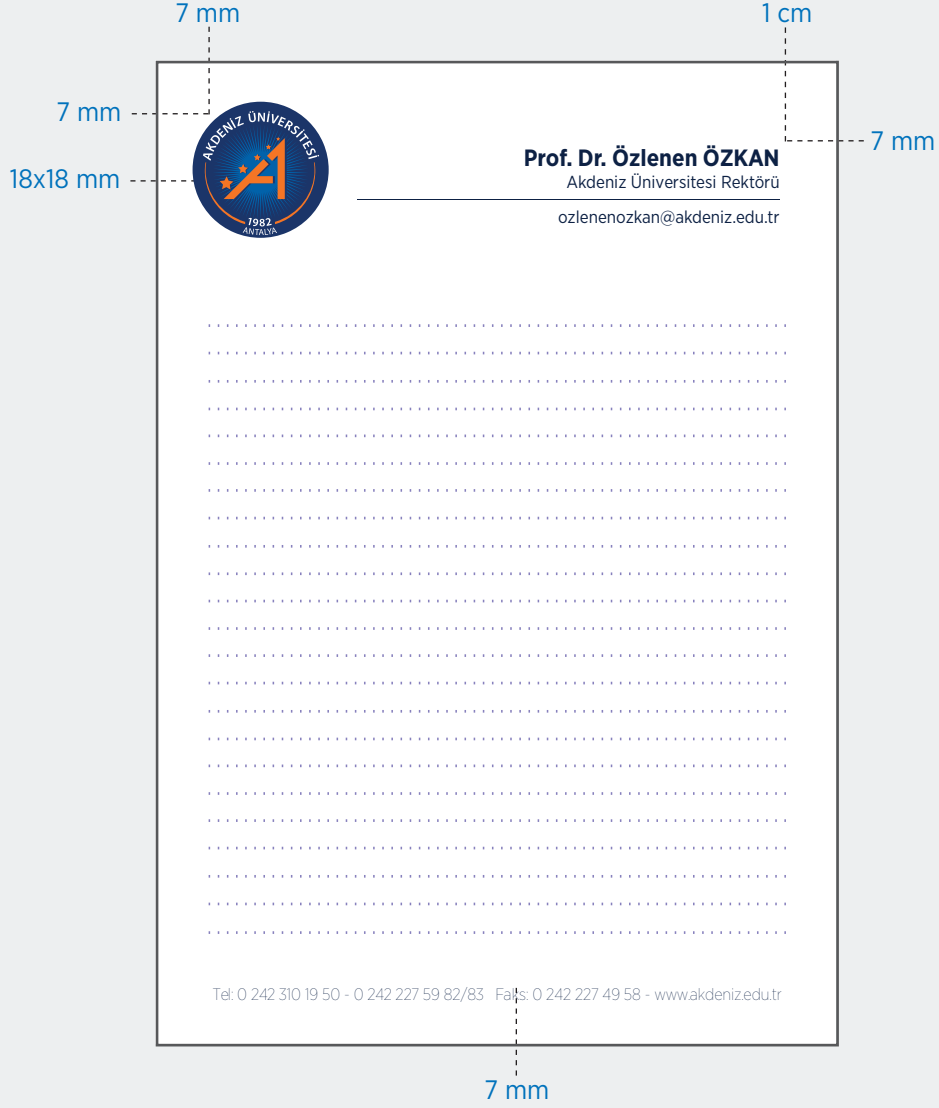 7 mm
1 cm
7 mm
7 mm
18x18 mm
AKDENİZ ÜNİVERSİTESİ
1982
ANTALYA
Prof. Dr. Özlenen ÖZKAN
Akdeniz Üniversitesi Rektörü
ozlenenozkan@akdeniz.edu.tr
Tel: 0 242 310 19 50 - 0 242 227 59 82/83 Faks: 0 242 227 49 58 - www.akdeniz.edu.tr
7 mm